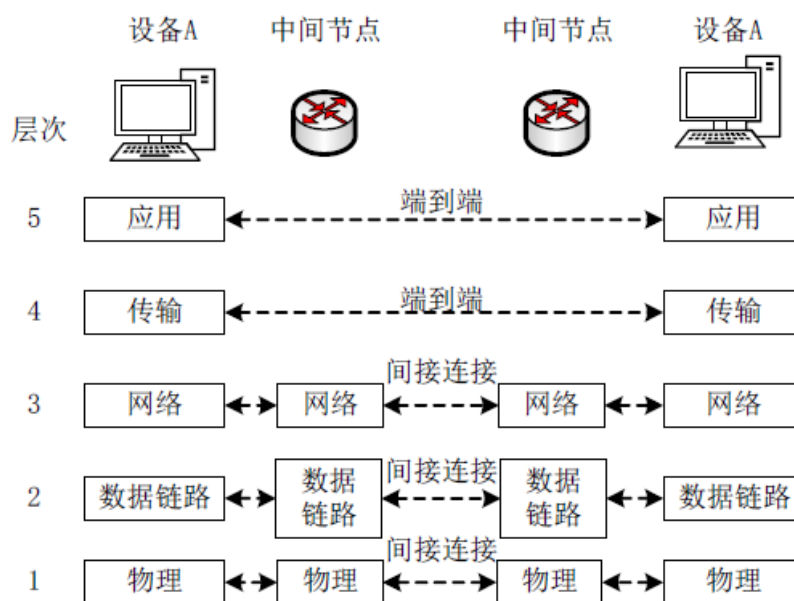 设备A 中间节点 中间节点 设备A
层次
端到端
5 应用 应用
端到端
4 传输 传输
间接连接
3 网络 网络 网络 网络
间接连接
2 数据链路 数据链路 数据链路 数据链路
间接连接
1 物理 物理 物理 物理